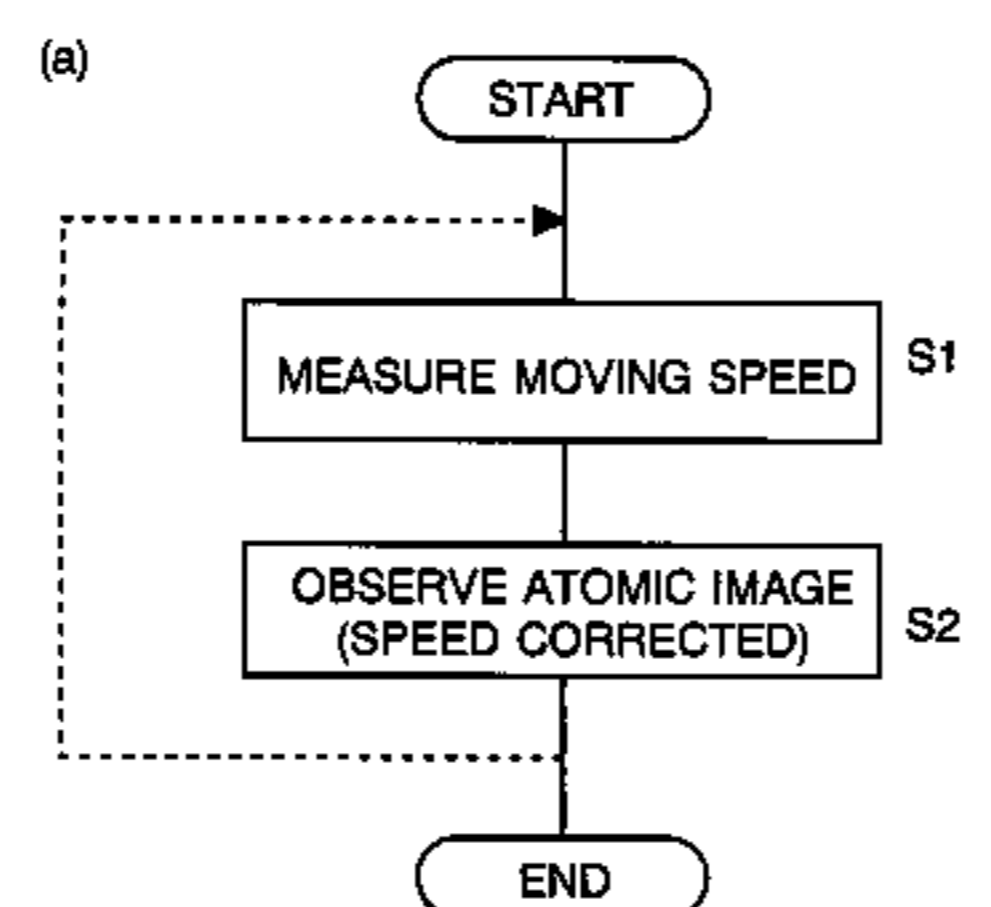 (a)
START
MEASURE MOVING SPEED
S1
OBSERVE ATOMIC IMAGE
(SPEED CORRECTED)
S2
END